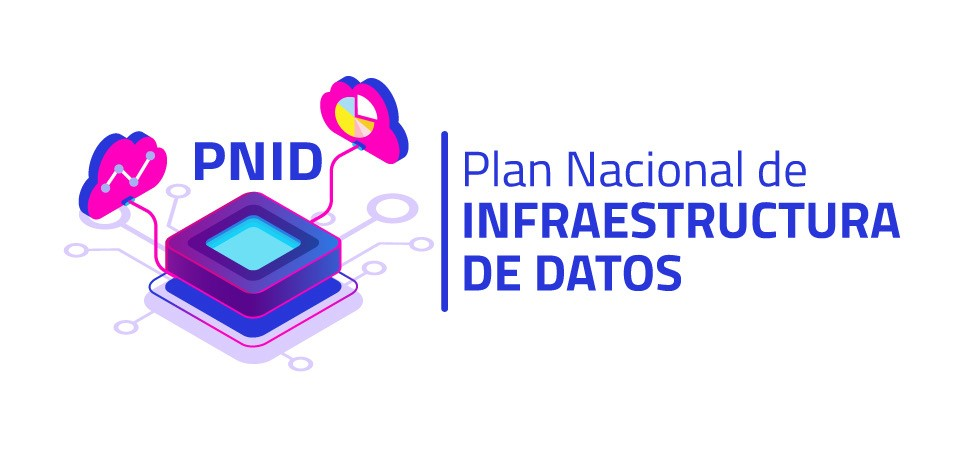 PNID
Plan Nacional de
INFRAESTRUCTURA
DE DATOS